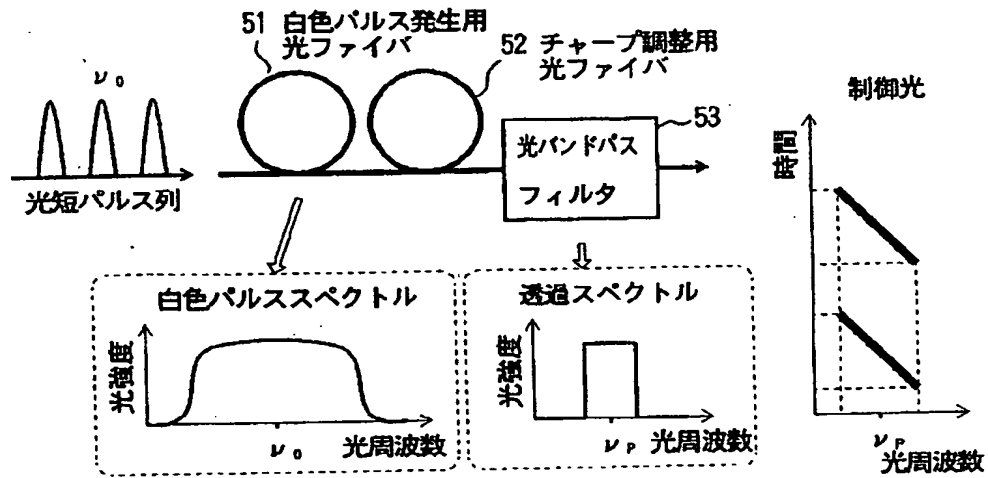 51 白色パルス発生用
光ファイバ
52 チャープ調整用
光ファイバ
ν₀
光短パルス列
53
光バンドパス
フィルタ
制御光
時間
νₚ
光周波数
白色パルススペクトル
光強度
ν₀
光周波数
透過スペクトル
光強度
νₚ
光周波数